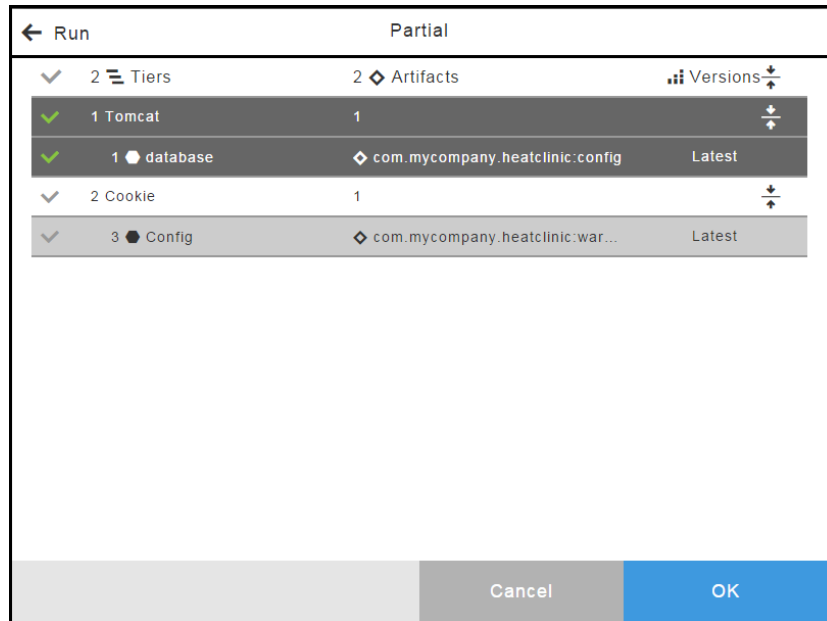 Run Partial
2 Tiers 2 Artifacts Versions
1 Tomcat 1
1 database com.mycompany.heatclinic:config Latest
2 Cookie 1
3 Config com.mycompany.heatclinic:war... Latest
Cancel OK